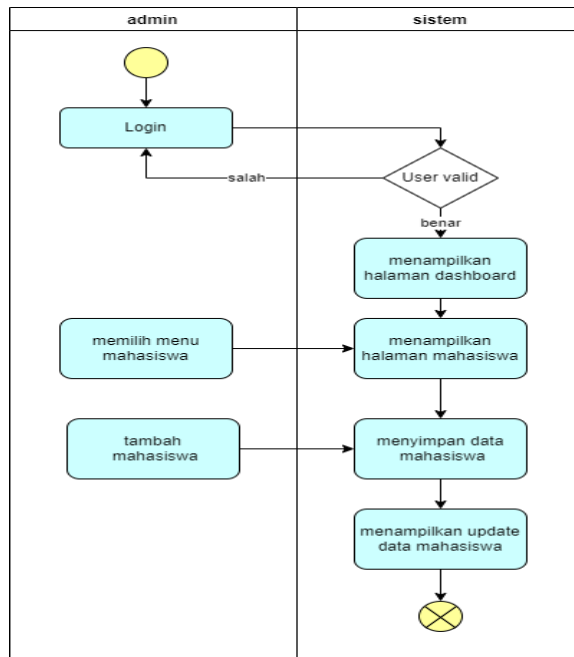 admin
sistem
Login
User valid
salah
benar
menampilkan
halaman dashboard
memilih menu
mahasiswa
menampilkan
halaman mahasiswa
tambah
mahasiswa
menyimpan data
mahasiswa
menampilkan update
data mahasiswa